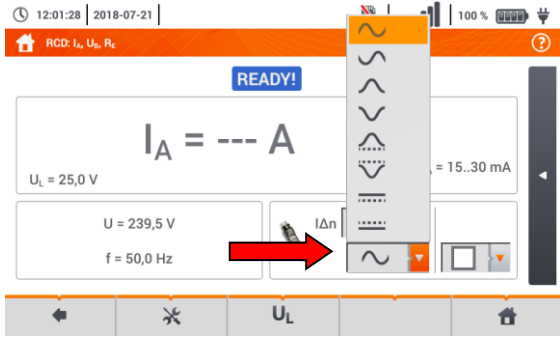 12:01:28 2018-07-21 100 %
RCD: IA, UB, RE ?
READY!
IA = --- A
UL = 25,0 V
= 15..30 mA
U = 239,5 V
IΔn
f = 50,0 Hz
UL